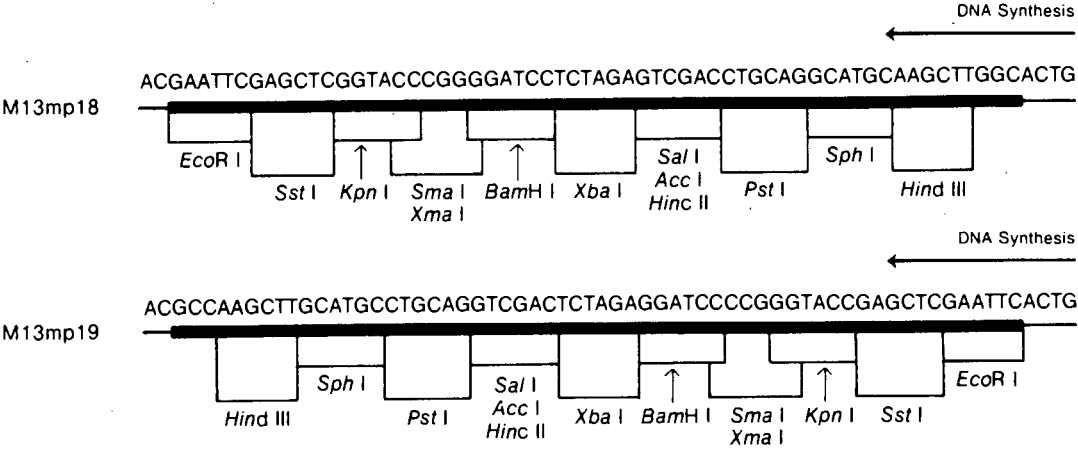 DNA Synthesis
ACGAATTCGAGCTCGGTACCCGGGGATCCTCTAGAGTCGACCTGCAGGCATGCAAGCTTGGCACTG
M13mp18
EcoR I
Sst I
Kpn I
Sma I
Xma I
BamH I
Xba I
Sal I
Acc I
Hinc II
Pst I
Sph I
Hind III
DNA Synthesis
ACGCCAAGCTTGCATGCCTGCAGGTCGACTCTAGAGGATCCCCGGGTACCGAGCTCGAATTCACTG
M13mp19
Hind III
Sph I
Pst I
Sal I
Acc I
Hinc II
Xba I
BamH I
Sma I
Xma I
Kpn I
Sst I
EcoR I